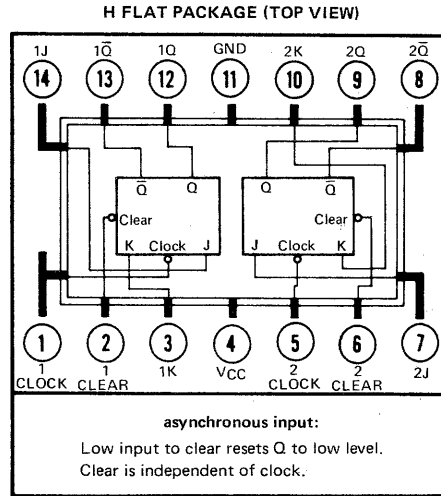 H FLAT PACKAGE (TOP VIEW)
1J 1Q̅ 1Q GND 2K 2Q 2Q̅
14 13 12 11 10 9 8
Q̅ Q Q Q̅
Clear Clear
K Clock J J Clock K
1 2 3 4 5 6 7
1 CLOCK 1 CLEAR 1K VCC 2 CLOCK 2 CLEAR 2J
asynchronous input:
Low input to clear resets Q to low level.
Clear is independent of clock.